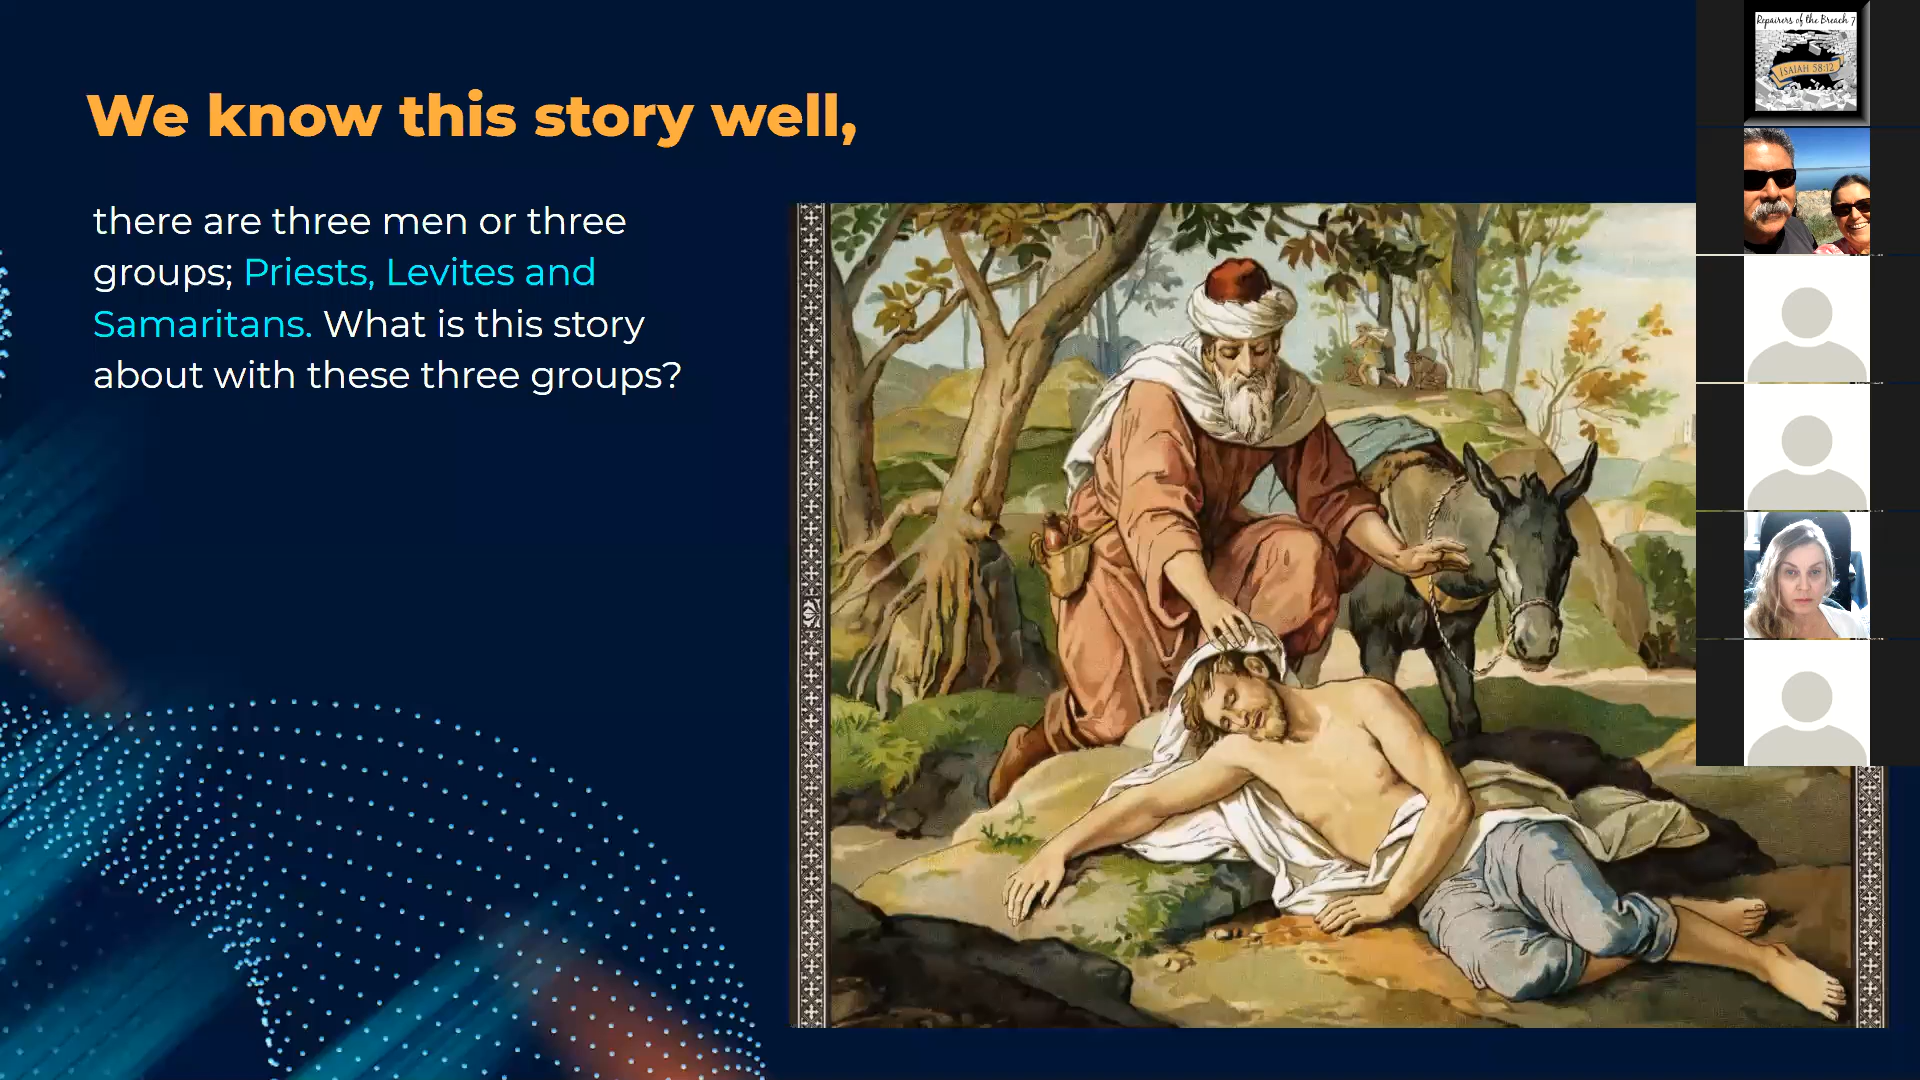 We know this story well,
there are three men or three
groups; Priests, Levites and
Samaritans. What is this story
about with these three groups?
Repairers of the Breach 7
ISAIAH 58:12